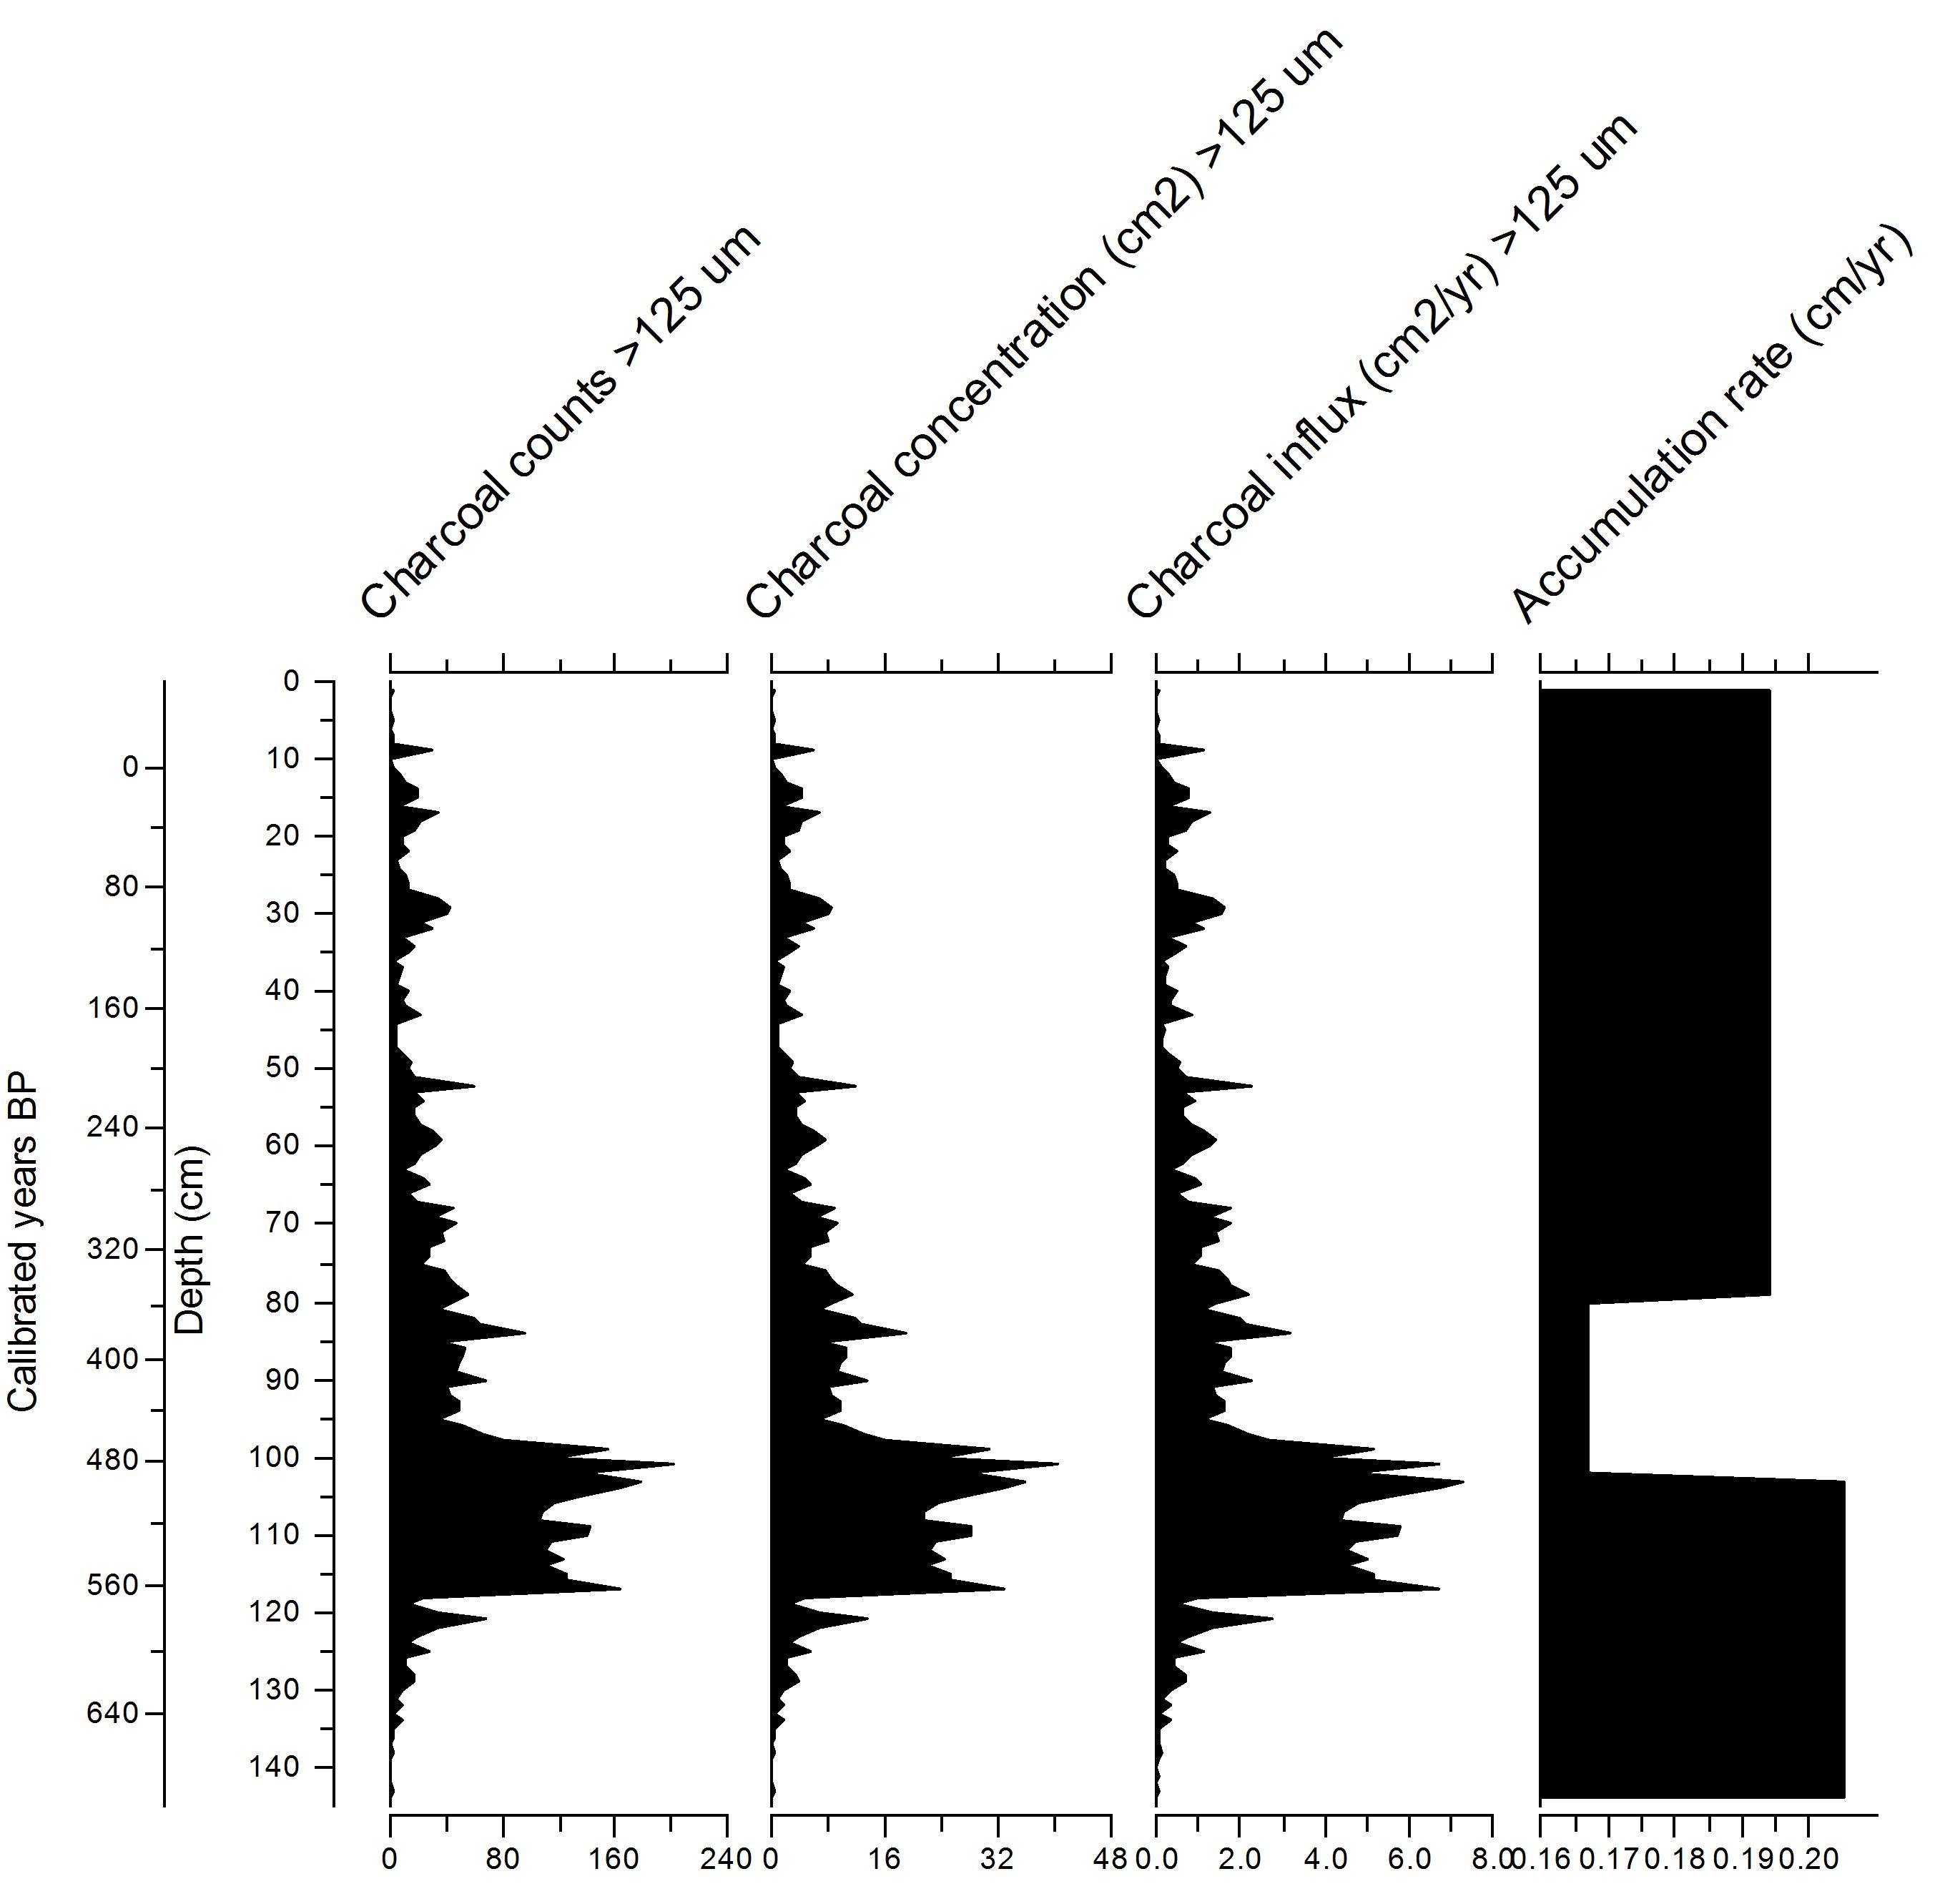 Charcoal counts >125 um
Charcoal concentration (cm2) >125 um
Charcoal influx (cm2/yr) >125 um
Accumulation rate (cm/yr)
Calibrated years BP
0
80
160
240
320
400
480
560
640
Depth (cm)
0
10
20
30
40
50
60
70
80
90
100
110
120
130
140
0 80 160 240
0 16 32 48
0.0 2.0 4.0 6.0 8.0
0.16 0.17 0.18 0.19 0.20